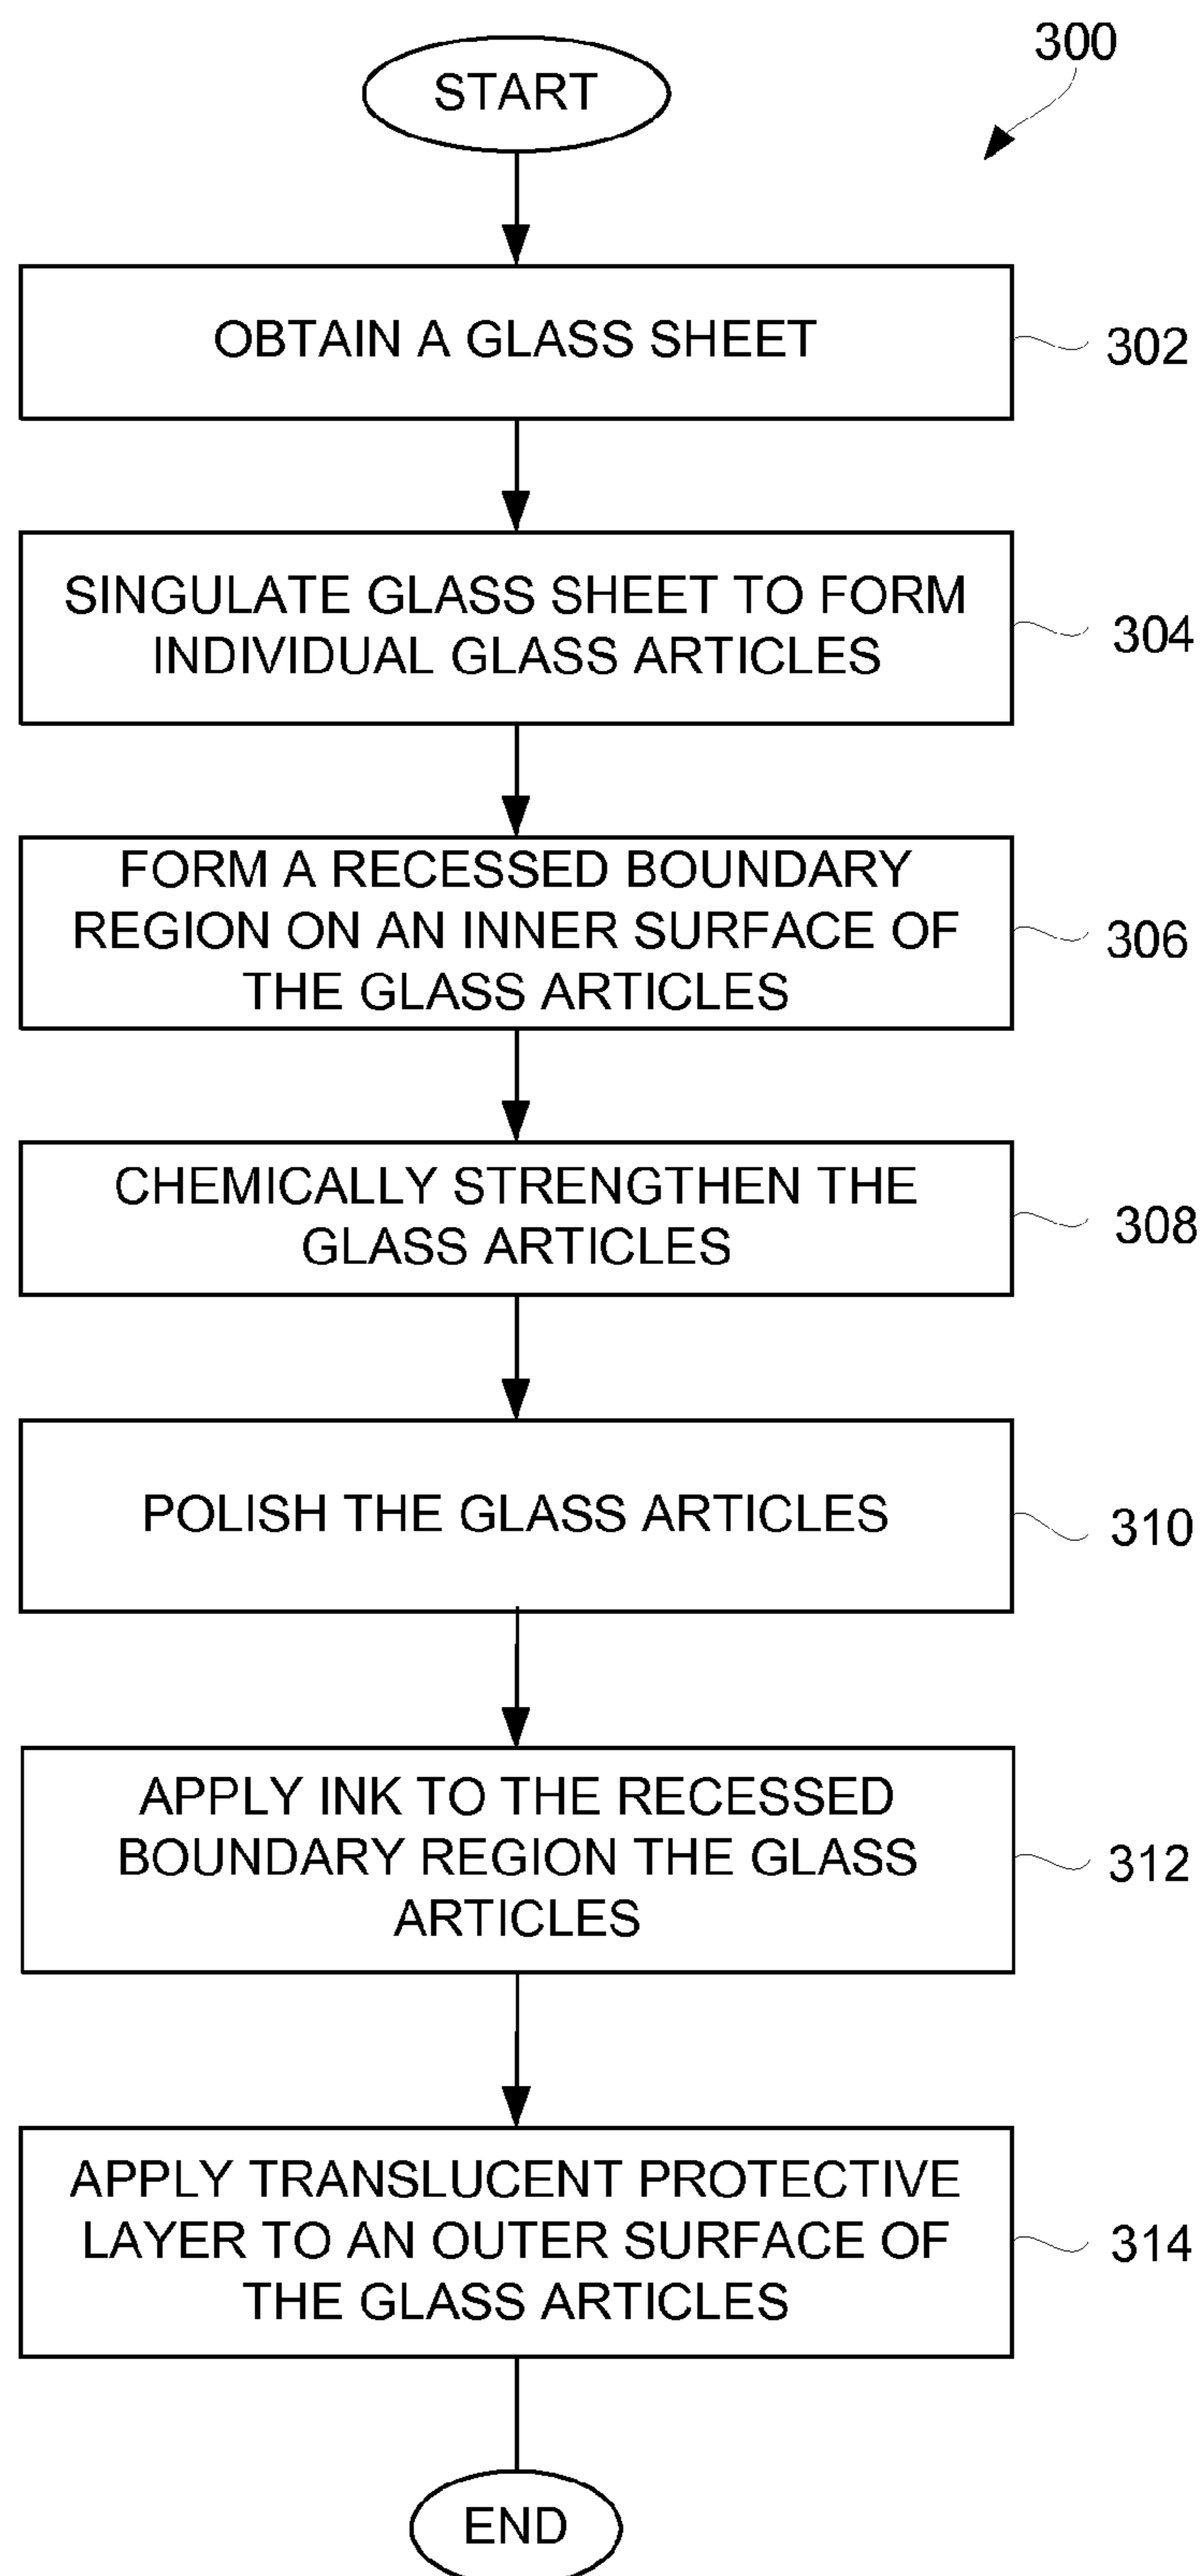 300
START
OBTAIN A GLASS SHEET
302
SINGULATE GLASS SHEET TO FORM
INDIVIDUAL GLASS ARTICLES
304
FORM A RECESSED BOUNDARY
REGION ON AN INNER SURFACE OF
THE GLASS ARTICLES
306
CHEMICALLY STRENGTHEN THE
GLASS ARTICLES
308
POLISH THE GLASS ARTICLES
310
APPLY INK TO THE RECESSED
BOUNDARY REGION THE GLASS
ARTICLES
312
APPLY TRANSLUCENT PROTECTIVE
LAYER TO AN OUTER SURFACE OF
THE GLASS ARTICLES
314
END